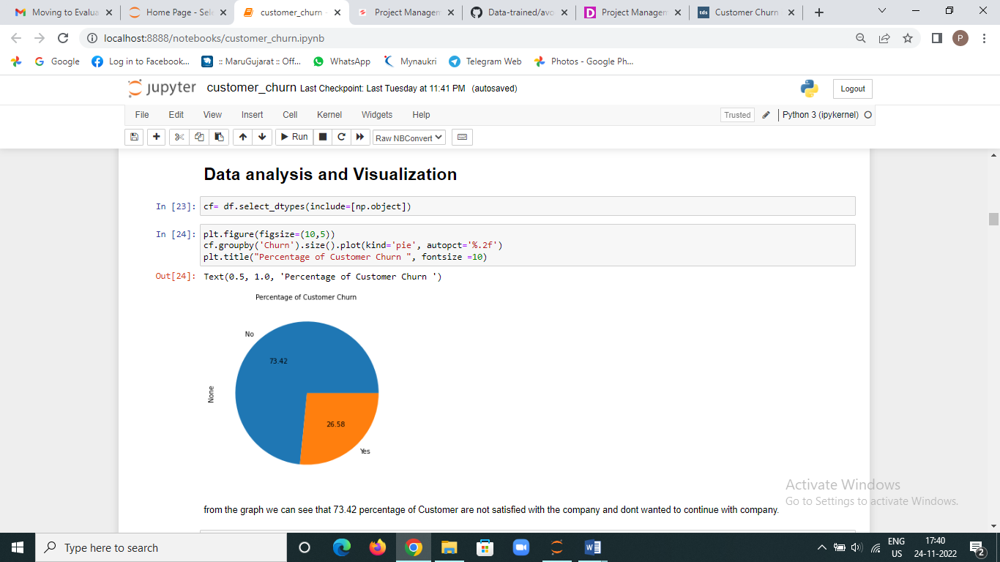 Moving to Evalua
Home Page - Sele
customer_churn -
Project Managem
Data-trained/avo
Project Managem
tds Customer Churn
localhost:8888/notebooks/customer_churn.ipynb
P
Google
Log in to Facebook...
:: MaruGujarat :: Off...
WhatsApp
Mynaukri
Telegram Web
Photos - Google Ph...
jupyter customer_churn Last Checkpoint: Last Tuesday at 11:41 PM (autosaved)
Logout
File Edit View Insert Cell Kernel Widgets Help
Trusted
Python 3 (ipykernel)
Run
Raw NBConvert
Data analysis and Visualization
In [23]: cf= df.select_dtypes(include=[np.object])
In [24]: plt.figure(figsize=(10,5))
cf.groupby('Churn').size().plot(kind='pie', autopct='%.2f')
plt.title("Percentage of Customer Churn ", fontsize =10)
Out[24]: Text(0.5, 1.0, 'Percentage of Customer Churn ')
Percentage of Customer Churn
No
73.42
None
26.58
Yes
from the graph we can see that 73.42 percentage of Customer are not satisfied with the company and dont wanted to continue with company.
Activate Windows
Go to Settings to activate Windows.
Type here to search
ENG
US
17:40
24-11-2022
2